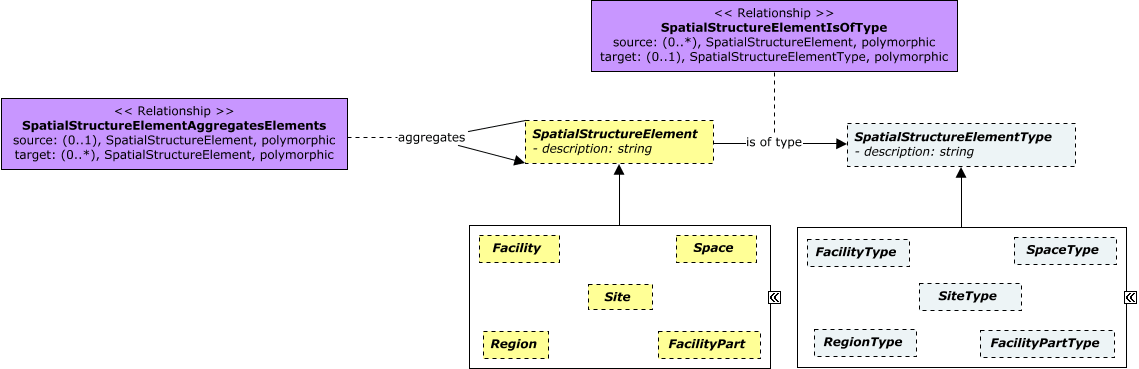 << Relationship >>
SpatialStructureElementIsOfType
source: (0..*), SpatialStructureElement, polymorphic
target: (0..1), SpatialStructureElementType, polymorphic
<< Relationship >>
SpatialStructureElementAggregatesElements
source: (0..1), SpatialStructureElement, polymorphic
target: (0..*), SpatialStructureElement, polymorphic
aggregates
SpatialStructureElement
- description: string
is of type
SpatialStructureElementType
- description: string
Facility
Space
Site
Region
FacilityPart
FacilityType
SpaceType
SiteType
RegionType
FacilityPartType